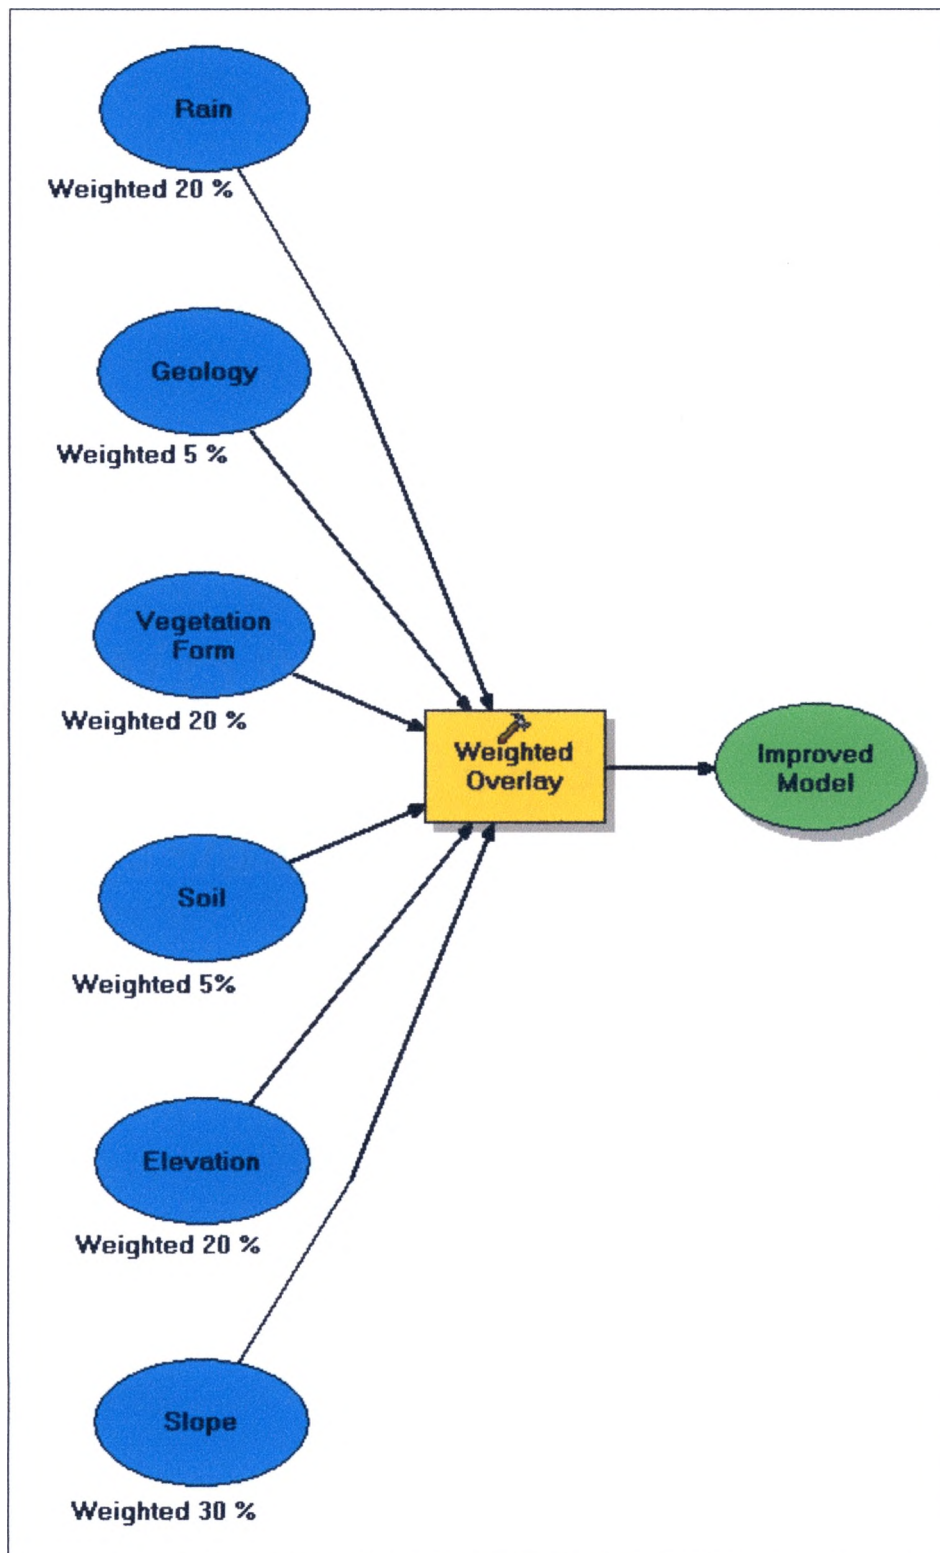 Rain
Weighted 20 %
Geology
Weighted 5 %
Vegetation
Form
Weighted 20 %
Weighted
Overlay
Improved
Model
Soil
Weighted 5%
Elevation
Weighted 20 %
Slope
Weighted 30 %